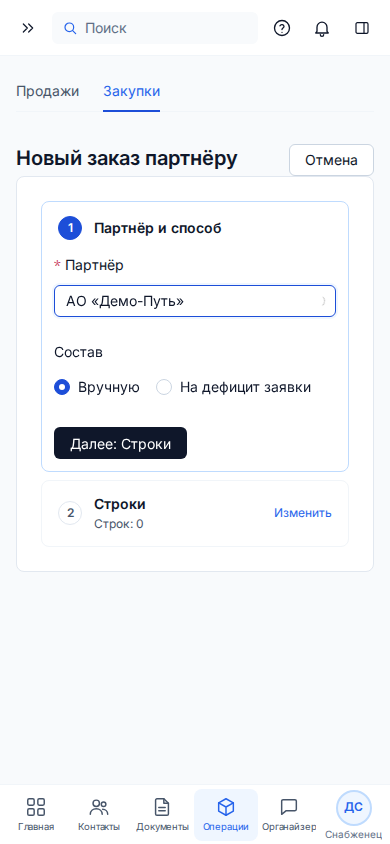 Поиск
Продажи Закупки
Новый заказ партнёру
Отмена
1 Партнёр и способ
* Партнёр
АО «Демо-Путь»
Состав
Вручную На дефицит заявки
Далее: Строки
2 Строки
Строк: 0
Изменить
Главная Контакты Документы Операции Органайзер
ДС
Снабженец